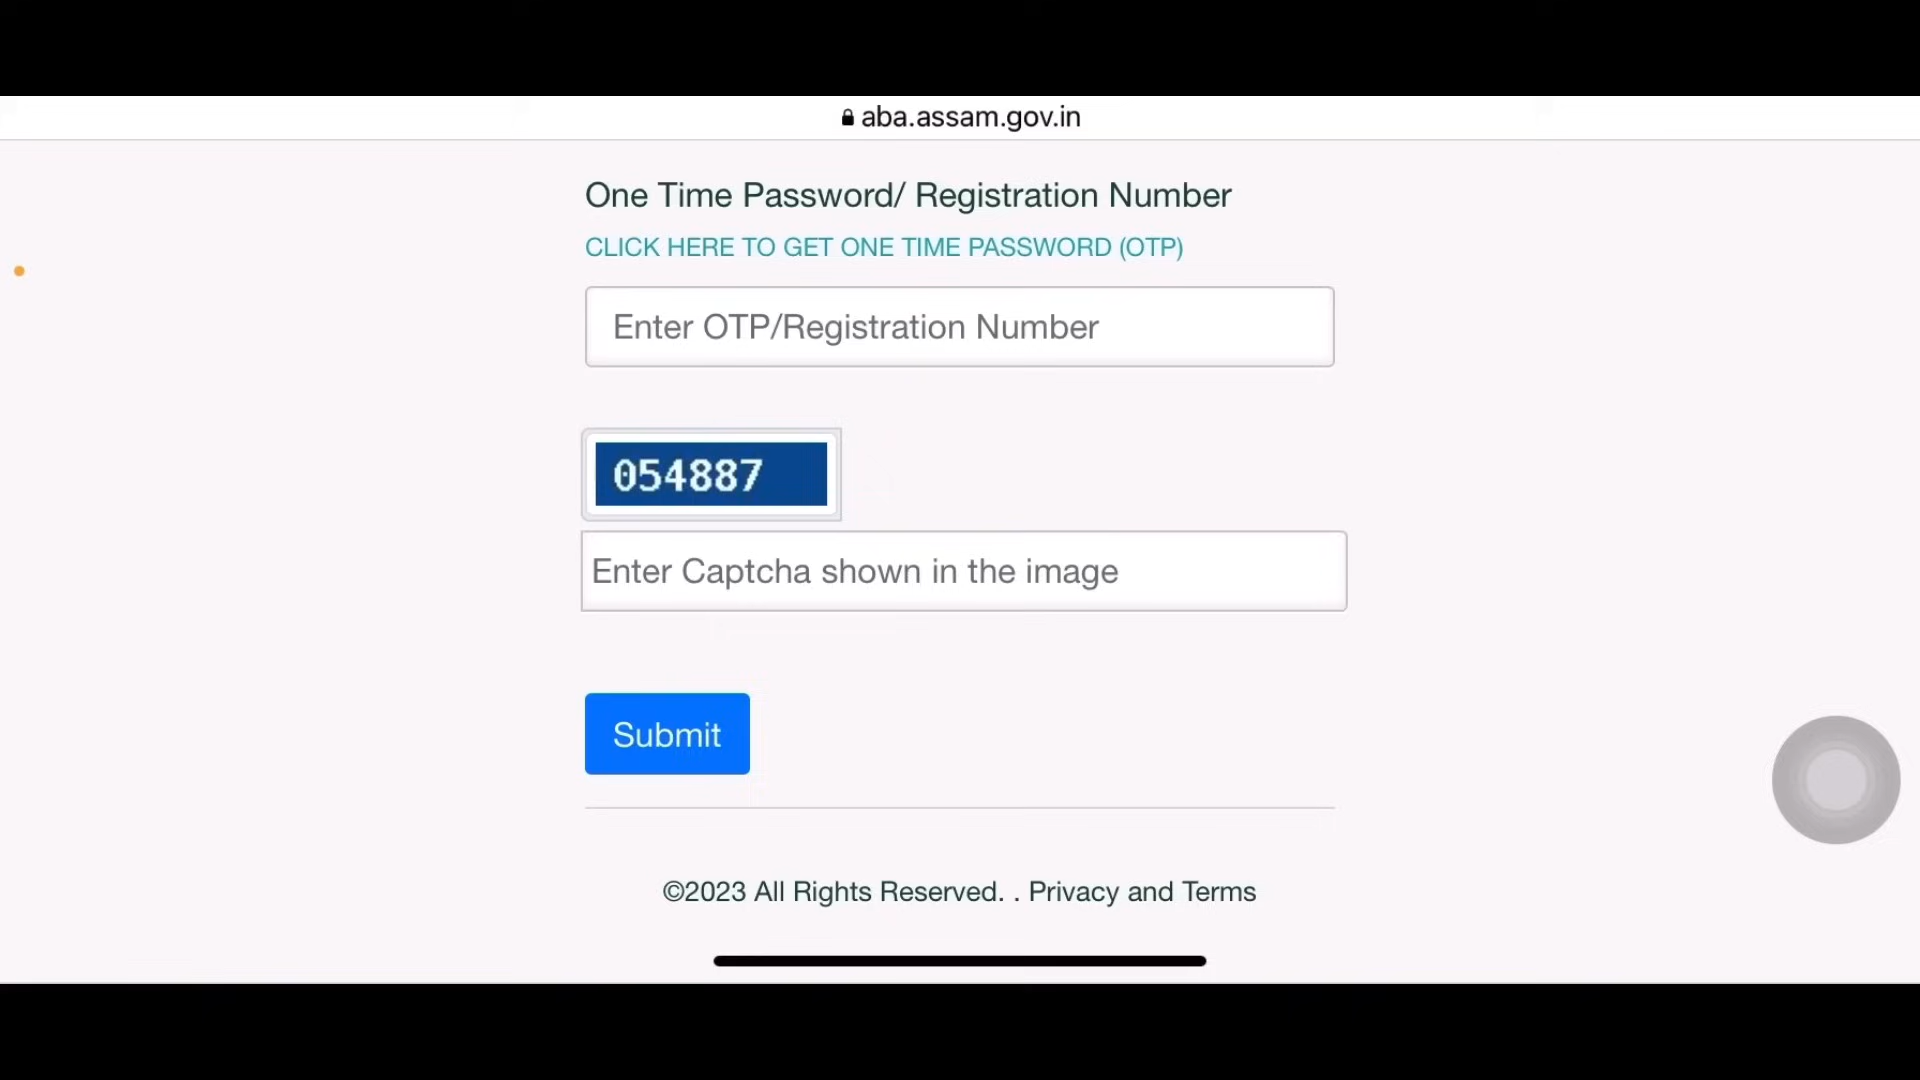 aba.assam.gov.in
One Time Password/ Registration Number
CLICK HERE TO GET ONE TIME PASSWORD (OTP)
Enter OTP/Registration Number
054887
Enter Captcha shown in the image
Submit
©2023 All Rights Reserved. . Privacy and Terms